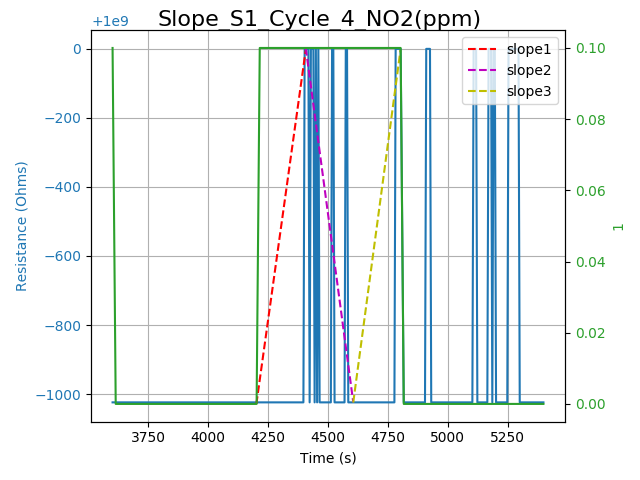 Slope_S1_Cycle_4_NO2(ppm)
+1e9
slope1
slope2
slope3
0
−200
−400
−600
−800
−1000
Resistance (Ohms)
0.10
0.08
0.06
0.04
0.02
0.00
1
3750
4000
4250
4500
4750
5000
5250
Time (s)